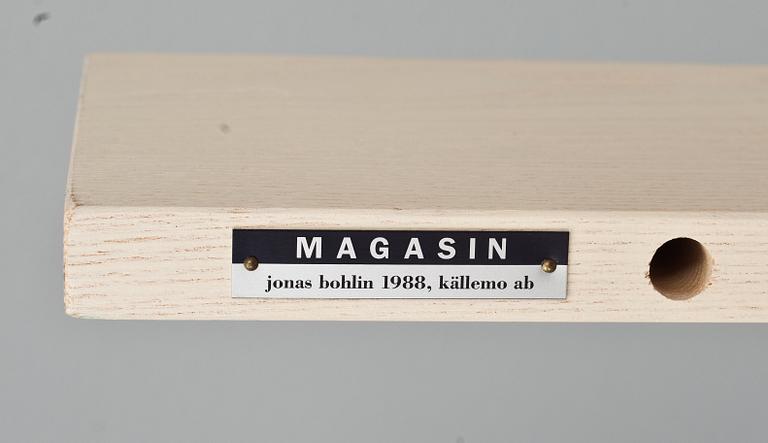 MAGASIN
jonas bohlin 1988, källemo ab